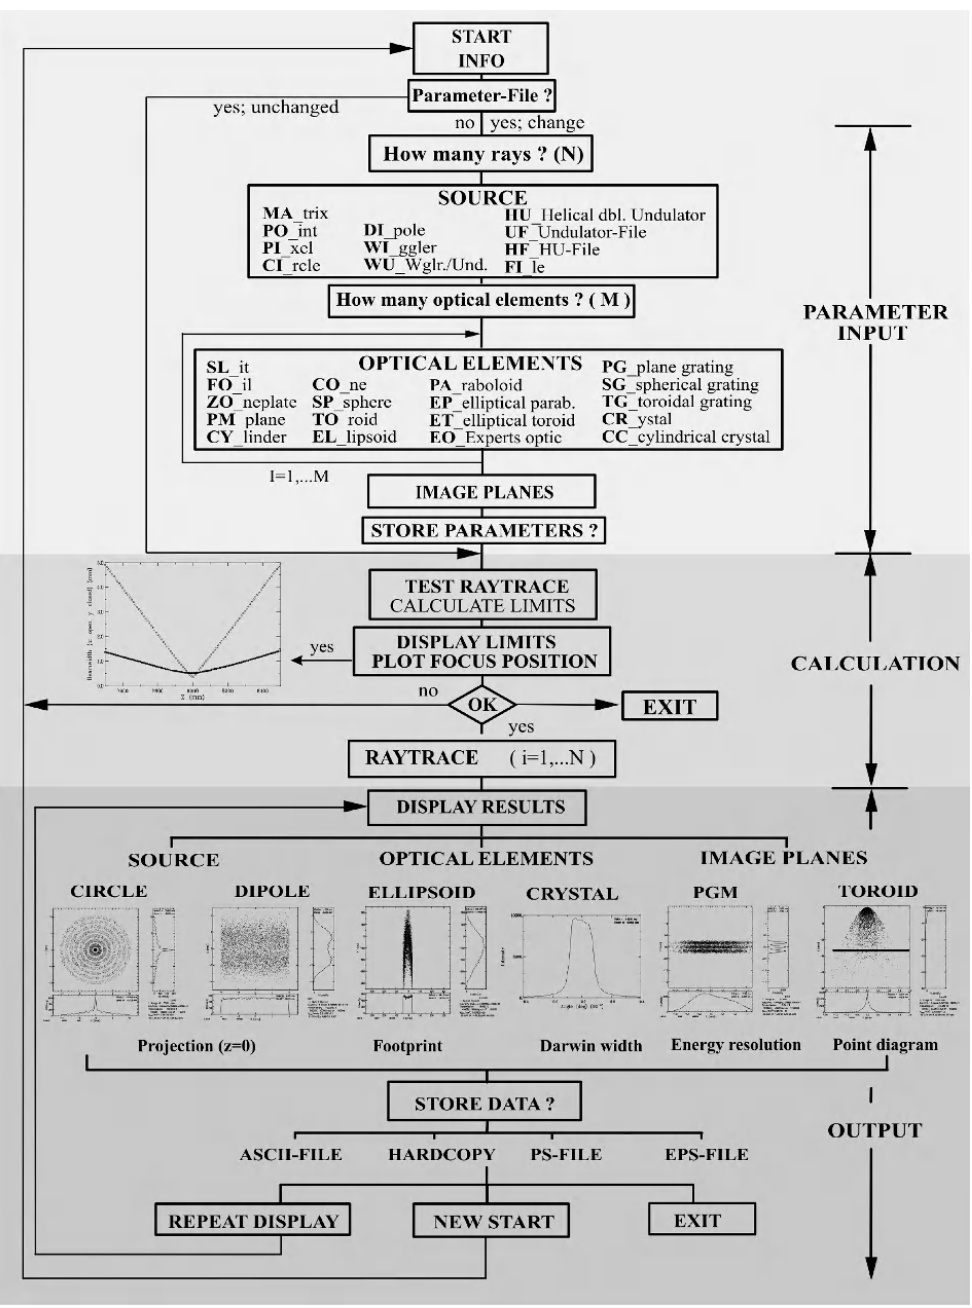 START
INFO
Parameter-File ?
yes; unchanged
no yes; change
How many rays ? (N)
SOURCE
MA_trix
PO_int
PI_xel
CI_rcle
DI_pole
WI_ggler
WU_Wglr./Und.
HU_Helical dbl. Undulator
UF_Undulator-File
HF_HU-File
FI_le
How many optical elements ? ( M )
PARAMETER
INPUT
OPTICAL ELEMENTS
SL_it
FO_il
ZO_neplate
PM_plane
CY_linder
CO_ne
SP_sphere
TO_roid
EL_lipsoid
PA_raboloid
EP_elliptical parab.
ET_elliptical toroid
EO_Experts optic
PG_plane grating
SG_spherical grating
TG_toroidal grating
CR_ystal
CC_cylindrical crystal
I=1,...M
IMAGE PLANES
STORE PARAMETERS ?
TEST RAYTRACE
CALCULATE LIMITS
DISPLAY LIMITS
PLOT FOCUS POSITION
yes
Z (mm)
CALCULATION
no
OK
EXIT
yes
RAYTRACE ( i=1,...N )
DISPLAY RESULTS
SOURCE
OPTICAL ELEMENTS
IMAGE PLANES
CIRCLE
DIPOLE
ELLIPSOID
CRYSTAL
PGM
TOROID
Projection (z=0)
Footprint
Darwin width
Energy resolution
Point diagram
STORE DATA ?
OUTPUT
ASCII-FILE
HARDCOPY
PS-FILE
EPS-FILE
REPEAT DISPLAY
NEW START
EXIT